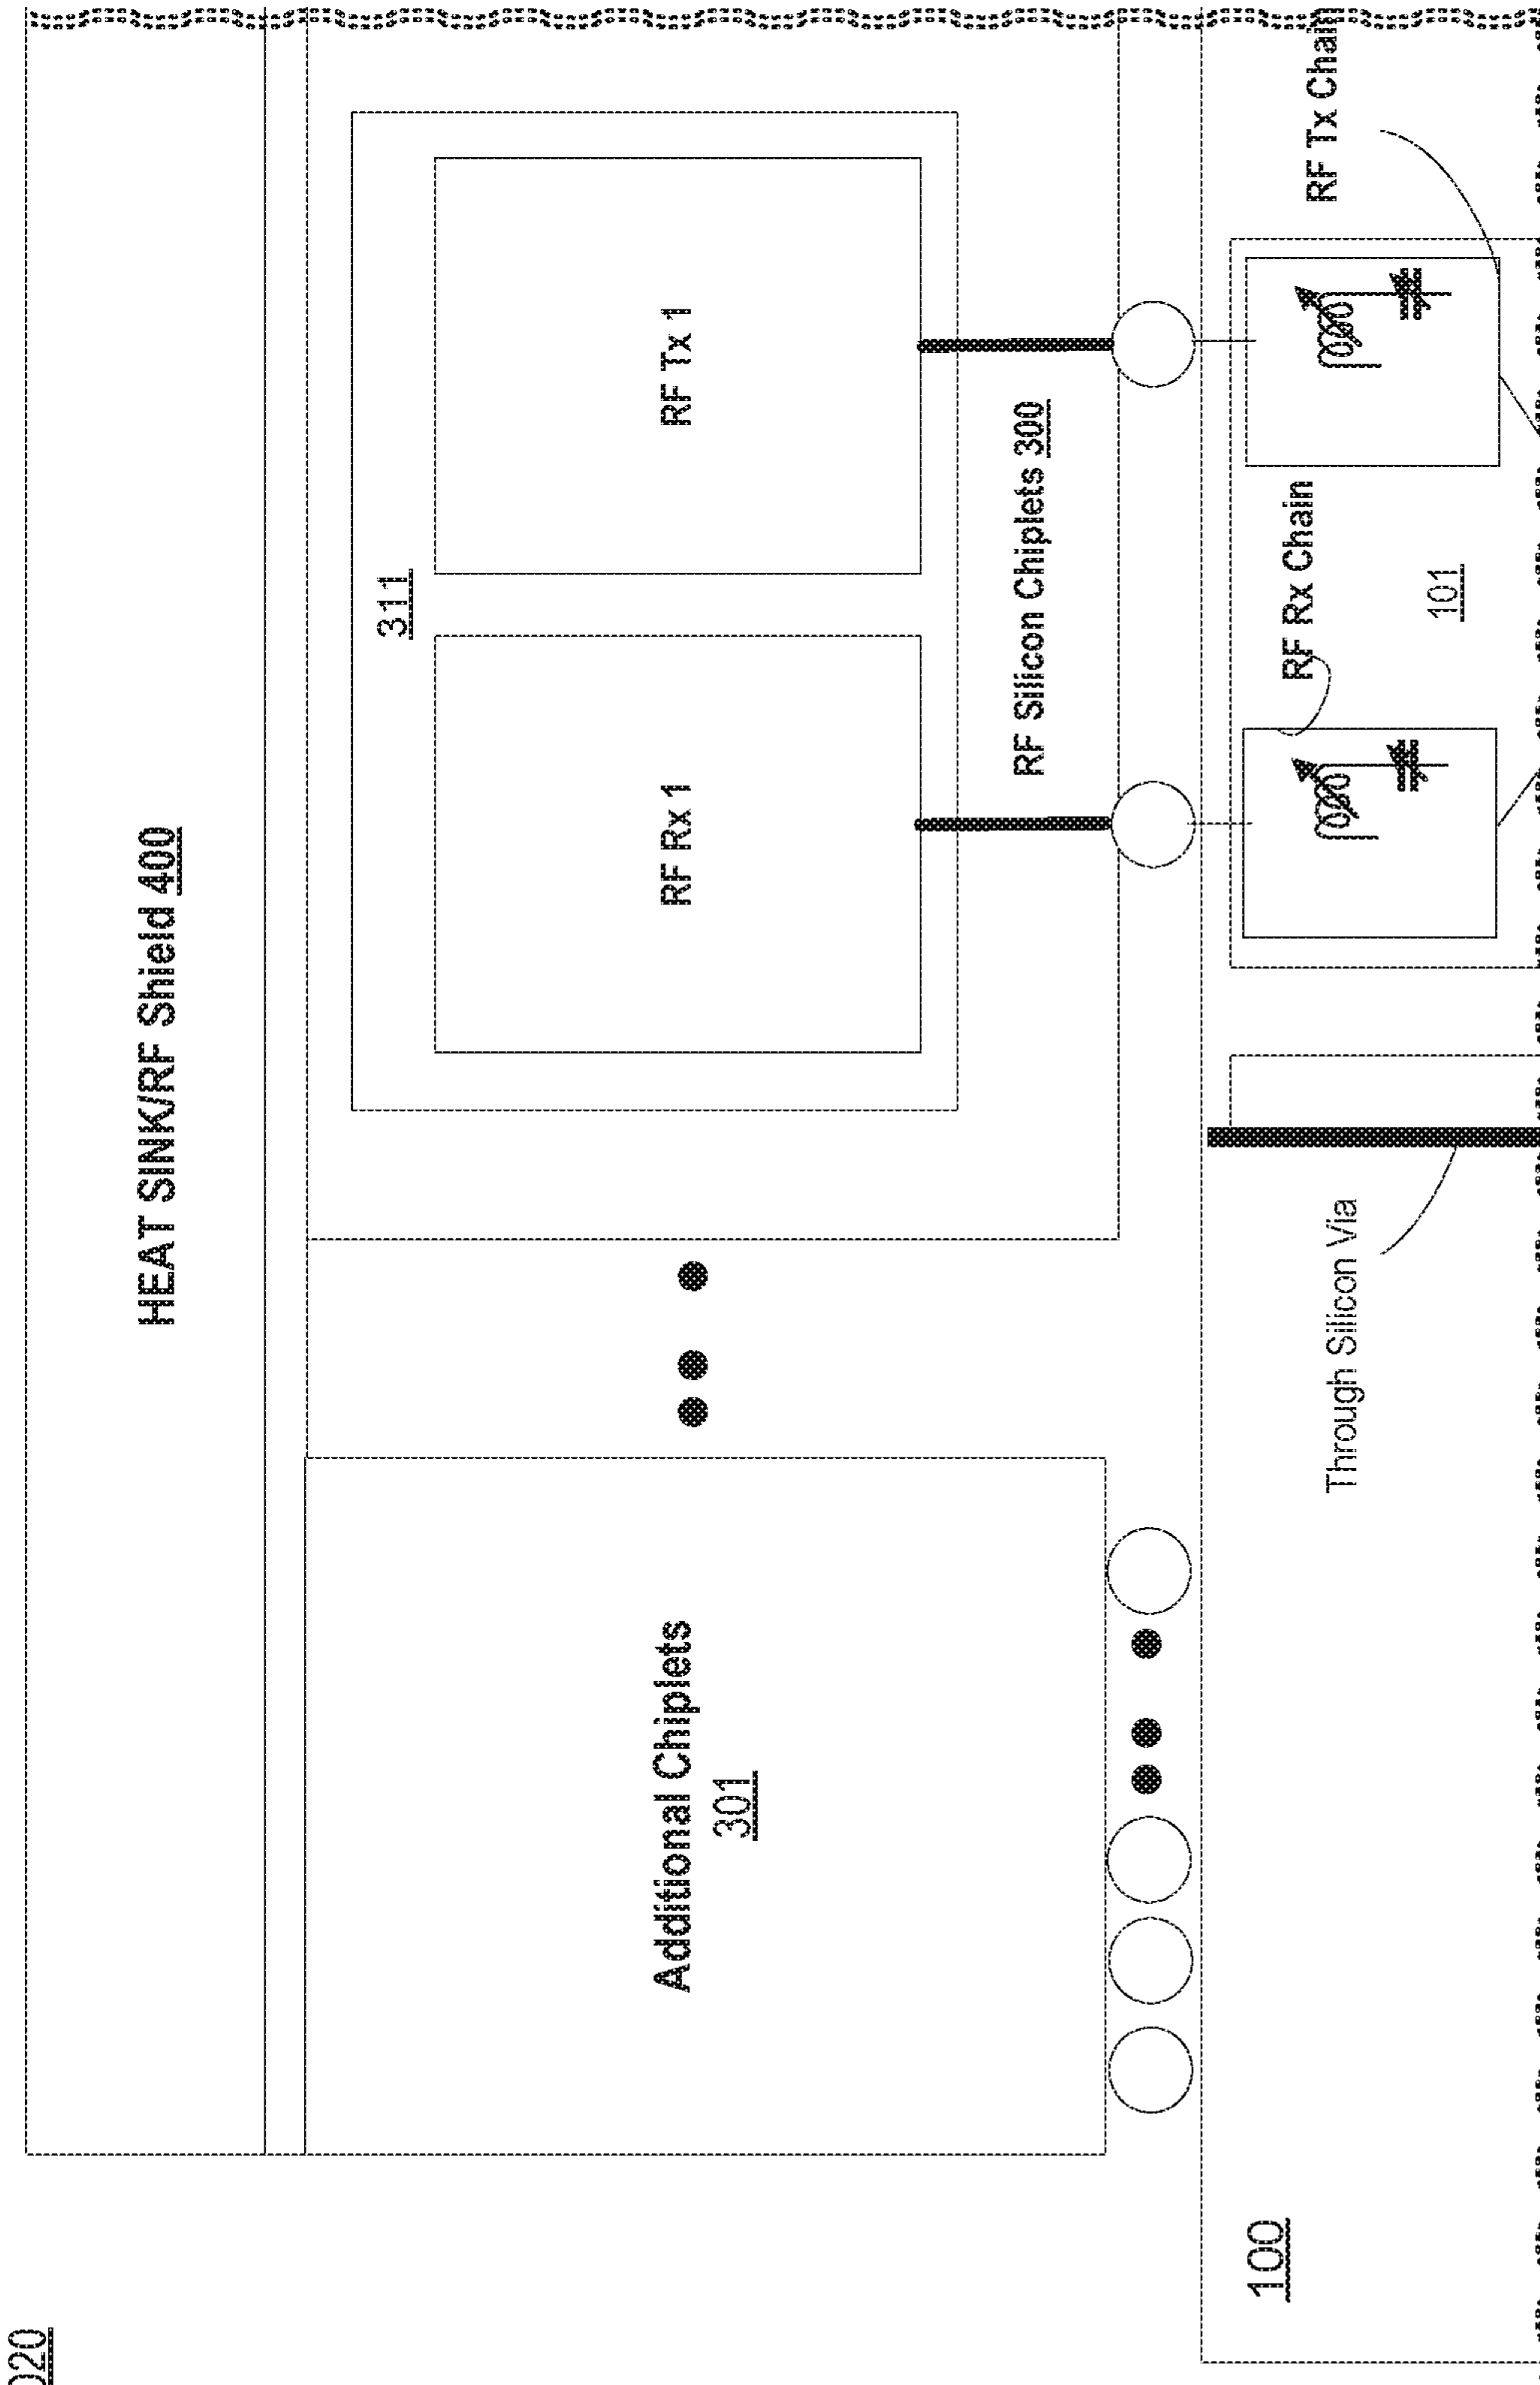 020
HEAT SINK/RF Shield 400
311
RF Rx 1
RF Tx 1
RF Silicon Chiplets 300
Additional Chiplets
301
RF Rx Chain
RF Tx Chain
101
Through Silicon Via
100